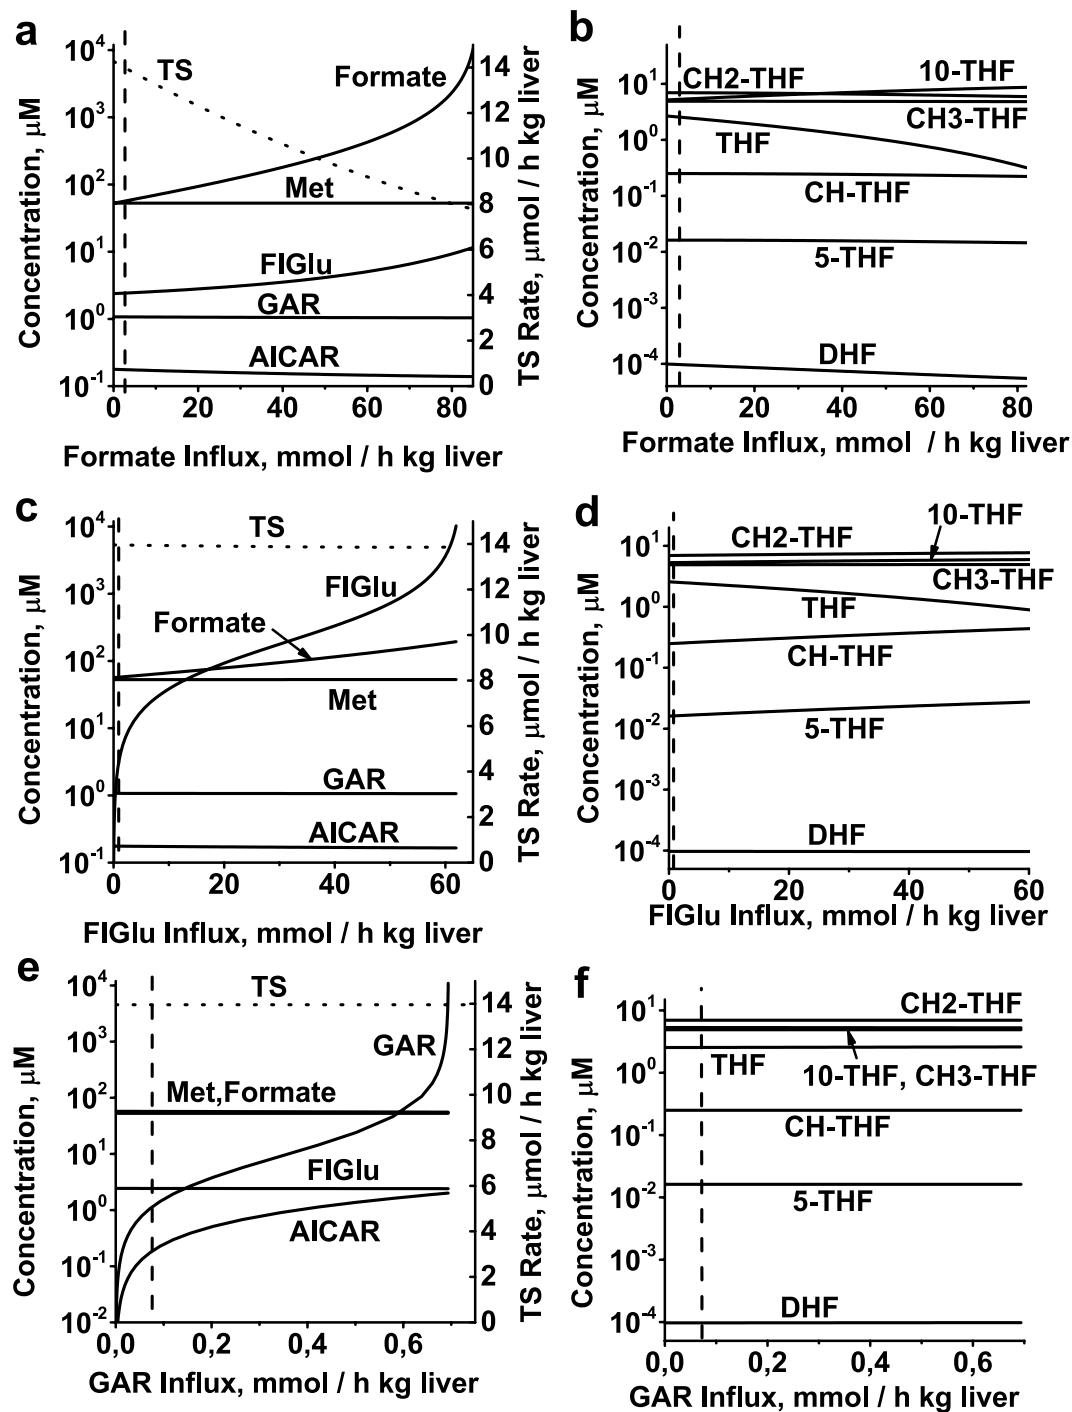 a
Concentration, μM
10^4
10^3
10^2
10^1
10^0
10^-1
TS
Formate
Met
FIGlu
GAR
AICAR
14
12
10
8
6
4
2
0
TS Rate, μmol / h kg liver
0 20 40 60 80
Formate Influx, mmol / h kg liver
b
Concentration, μM
10^1
10^0
10^-1
10^-2
10^-3
10^-4
CH2-THF
10-THF
CH3-THF
THF
CH-THF
5-THF
DHF
0 20 40 60 80
Formate Influx, mmol / h kg liver
c
Concentration, μM
10^4
10^3
10^2
10^1
10^0
10^-1
TS
FIGlu
Formate
Met
GAR
AICAR
14
12
10
8
6
4
2
0
TS Rate, μmol / h kg liver
0 20 40 60
FIGlu Influx, mmol / h kg liver
d
Concentration, μM
10^1
10^0
10^-1
10^-2
10^-3
10^-4
10-THF
CH2-THF
CH3-THF
THF
CH-THF
5-THF
DHF
0 20 40 60
FIGlu Influx, mmol / h kg liver
e
Concentration, μM
10^4
10^3
10^2
10^1
10^0
10^-1
10^-2
TS
GAR
Met,Formate
FIGlu
AICAR
14
12
10
8
6
4
2
0
TS Rate, μmol / h kg liver
0,0 0,2 0,4 0,6
GAR Influx, mmol / h kg liver
f
Concentration, μM
10^1
10^0
10^-1
10^-2
10^-3
10^-4
CH2-THF
THF
10-THF, CH3-THF
CH-THF
5-THF
DHF
0,0 0,2 0,4 0,6
GAR Influx, mmol / h kg liver